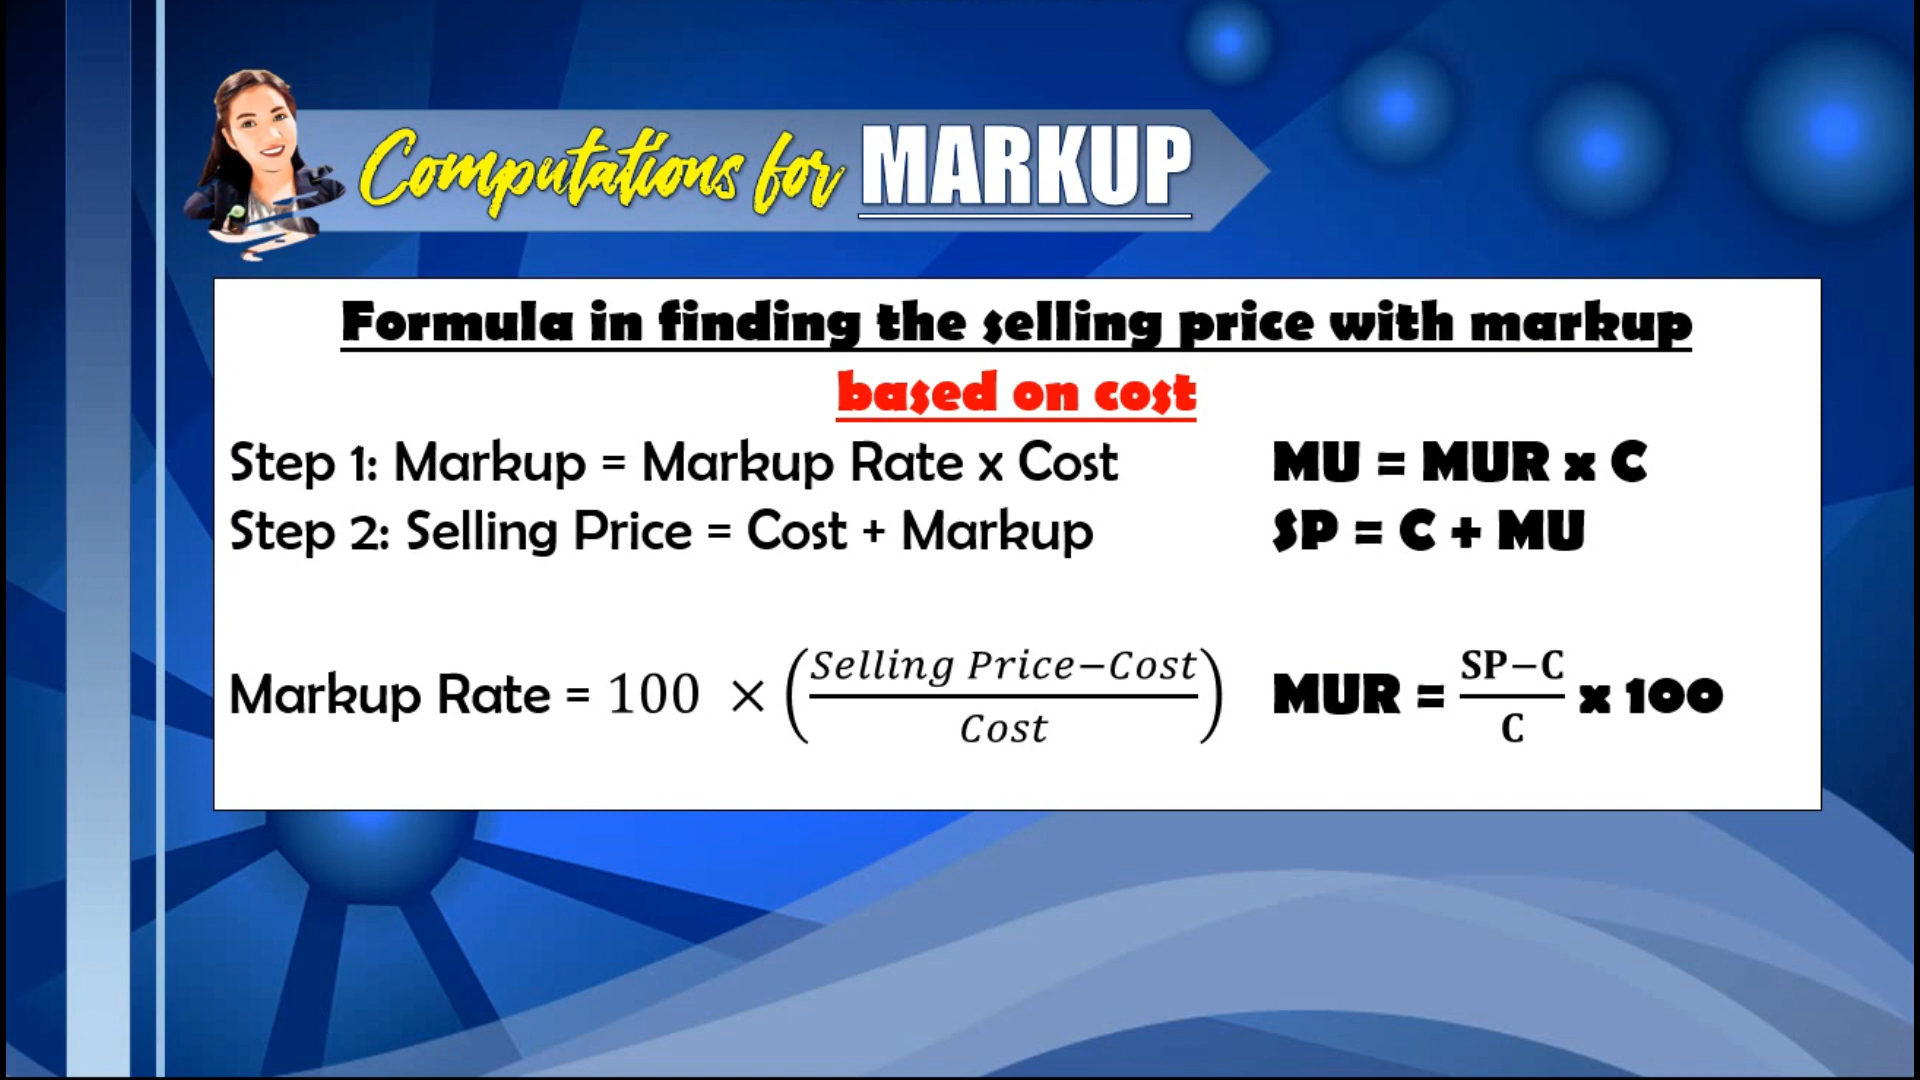 Computations for MARKUP
Formula in finding the selling price with markup
based on cost
Step 1: Markup = Markup Rate x Cost MU = MUR x C
Step 2: Selling Price = Cost + Markup SP = C + MU
Markup Rate = 100 × (Selling Price−Cost / Cost) MUR = SP−C / C x 100